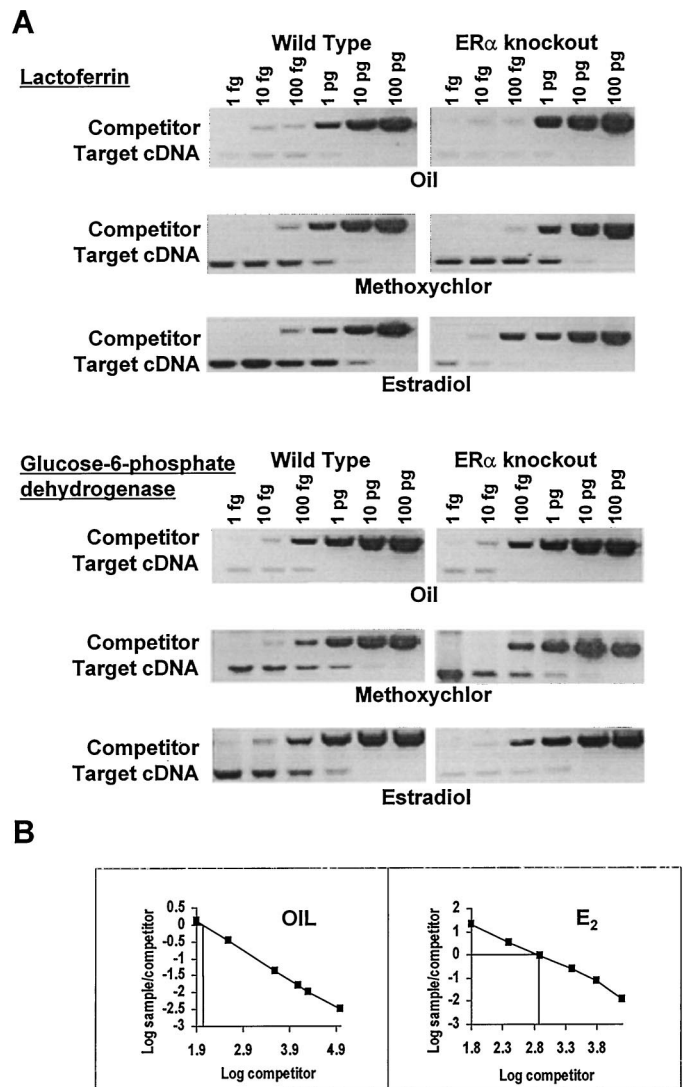 A
Wild Type ERα knockout
Lactoferrin
1 fg 10 fg 100 fg 1 pg 10 pg 100 pg 1 fg 10 fg 100 fg 1 pg 10 pg 100 pg
Competitor
Target cDNA
Oil
Competitor
Target cDNA
Methoxychlor
Competitor
Target cDNA
Estradiol
Glucose-6-phosphate
dehydrogenase
Wild Type ERα knockout
1 fg 10 fg 100 fg 1 pg 10 pg 100 pg 1 fg 10 fg 100 fg 1 pg 10 pg 100 pg
Competitor
Target cDNA
Oil
Competitor
Target cDNA
Methoxychlor
Competitor
Target cDNA
Estradiol
B
OIL
Log sample/competitor
0.5
0
-0.5
-1
-1.5
-2
-2.5
-3
1.9 2.9 3.9 4.9
Log competitor
E2
Log sample/competitor
2
1
0
-1
-2
-3
1.8 2.3 2.8 3.3 3.8
Log competitor